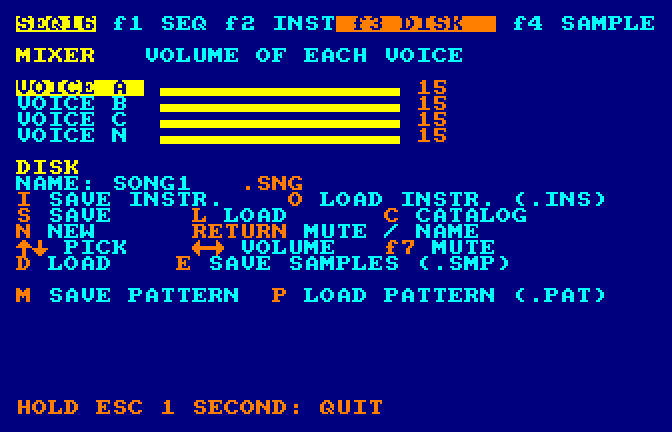 SEQ16 f1 SEQ f2 INST f3 DISK f4 SAMPLE
MIXER VOLUME OF EACH VOICE
VOICE A 15
VOICE B 15
VOICE C 15
VOICE N 15
DISK
NAME: SONG1 .SNG
I SAVE INSTR. O LOAD INSTR. (.INS)
S SAVE L LOAD C CATALOG
N NEW RETURN MUTE / NAME
↑↓ PICK ↔ VOLUME f7 MUTE
D LOAD E SAVE SAMPLES (.SMP)
M SAVE PATTERN P LOAD PATTERN (.PAT)
HOLD ESC 1 SECOND: QUIT